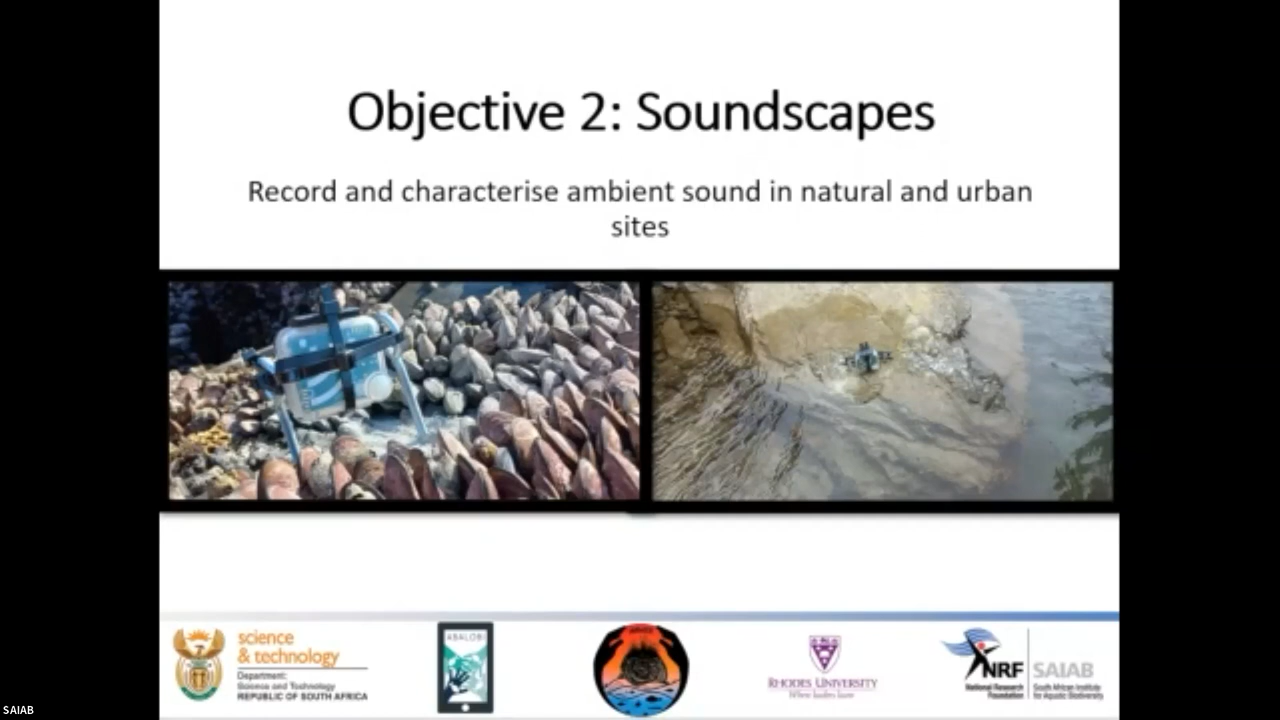 Objective 2: Soundscapes
Record and characterise ambient sound in natural and urban
sites
science
& technology
Department:
Science and Technology
REPUBLIC OF SOUTH AFRICA
ABALOBI
RHODES UNIVERSITY
Where leaders learn
NRF
National Research
Foundation
SAIAB
South African Institute
for Aquatic Biodiversity
SAIAB